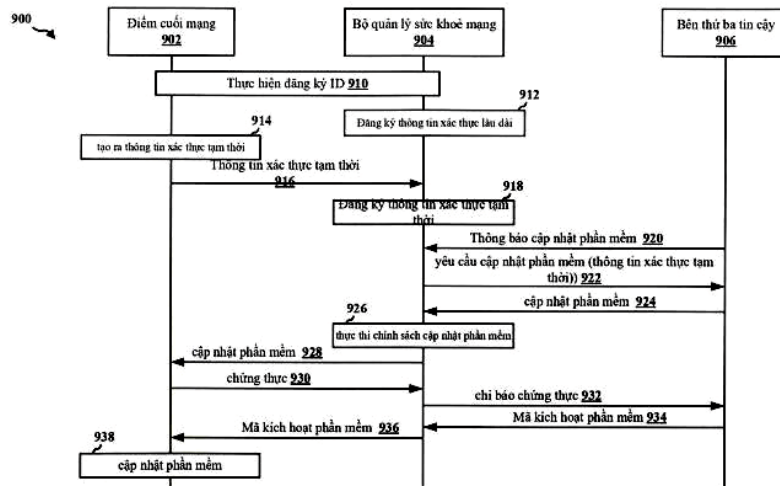 900
Điểm cuối mạng
902
Bộ quản lý sức khoẻ mạng
904
Bên thứ ba tin cậy
906
Thực hiện đăng ký ID 910
912
Đăng ký thông tin xác thực lâu dài
914
tạo ra thông tin xác thực tạm thời
Thông tin xác thực tạm thời
916
918
Đăng ký thông tin xác thực tạm
thời
Thông báo cập nhật phần mềm 920
yêu cầu cập nhật phần mềm (thông tin xác thực tạm
thời)) 922
cập nhật phần mềm 924
926
thực thi chính sách cập nhật phần mềm
cập nhật phần mềm 928
chứng thực 930
chỉ báo chứng thực 932
Mã kích hoạt phần mềm 934
Mã kích hoạt phần mềm 936
938
cập nhật phần mềm